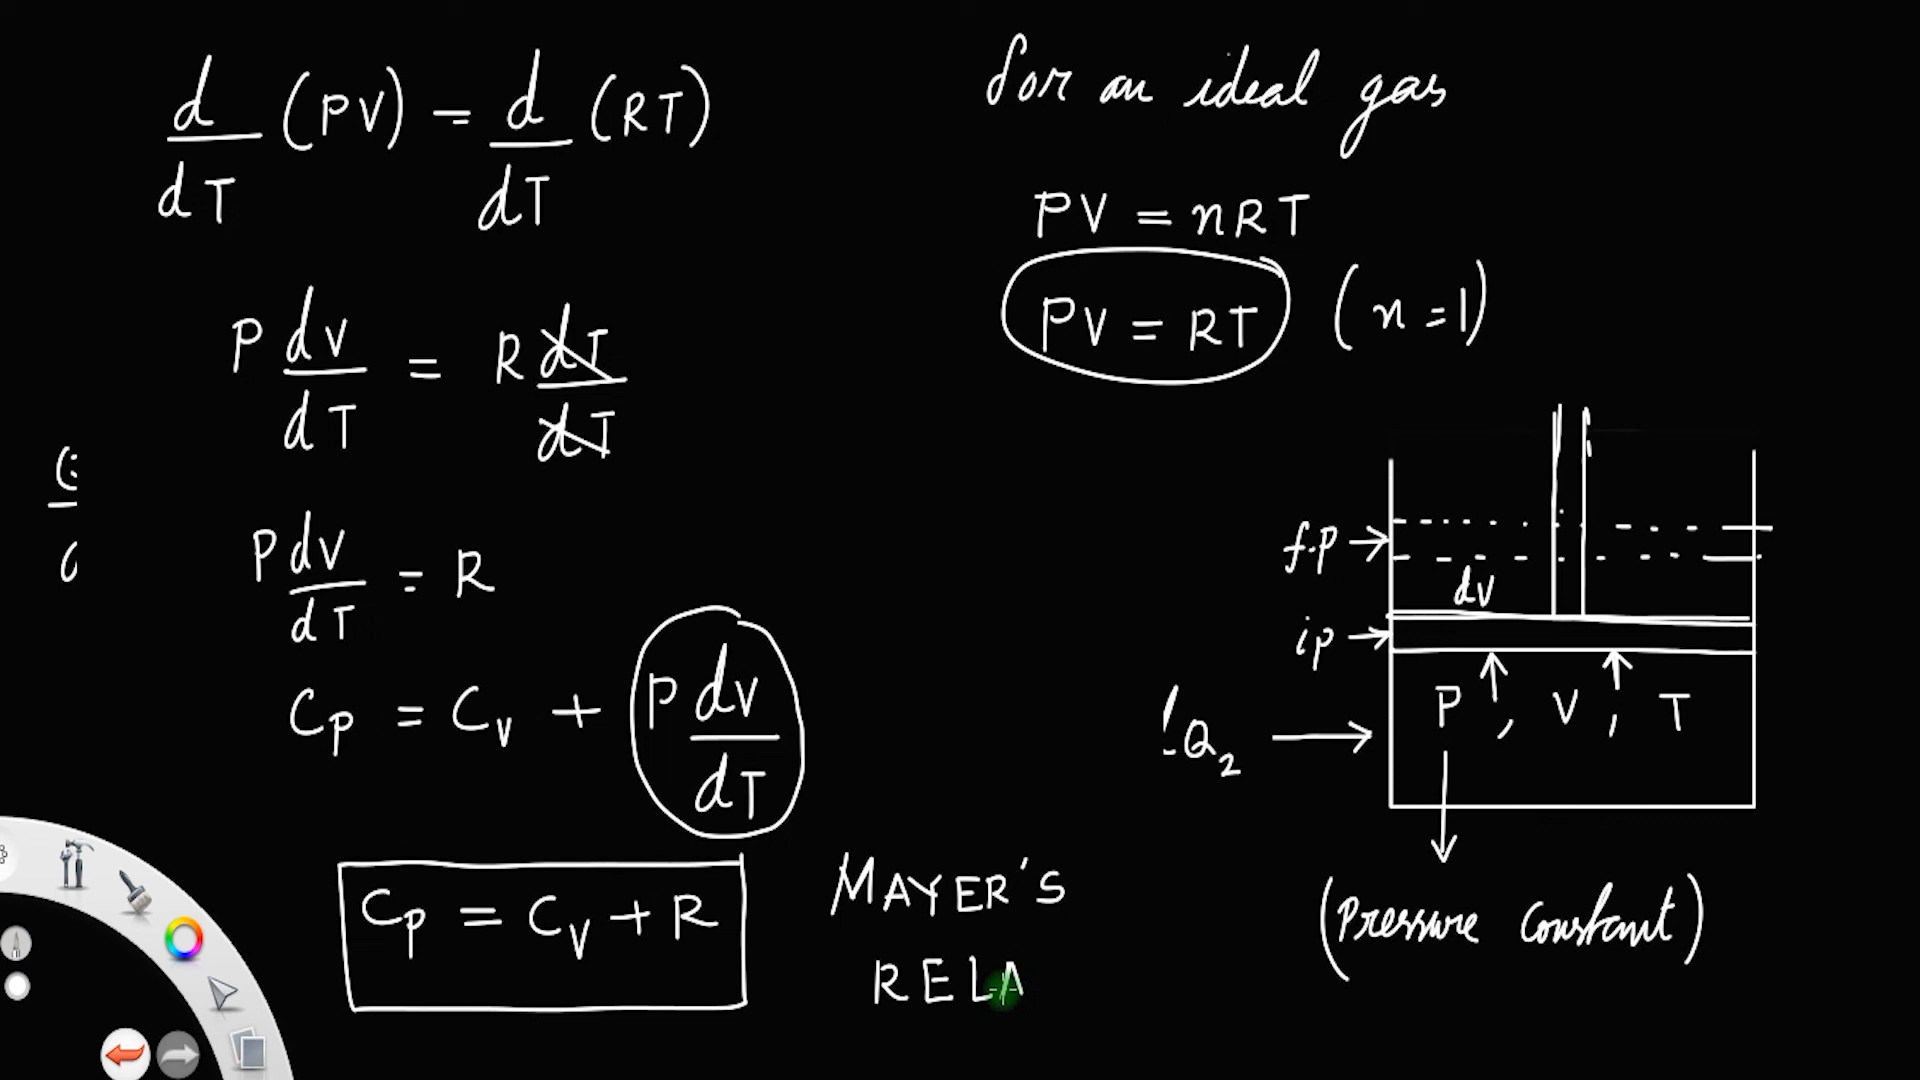 d/dT (PV) = d/dT (RT)
P dv/dT = R dT/dT
P dv/dT = R
Cp = Cv + P dv/dT
Cp = Cv + R
MAYER'S
RELA
for an ideal gas
PV = nRT
PV = RT (n=1)
f.p
dv
ip
P, V, T
Q2
(Pressure Constant)